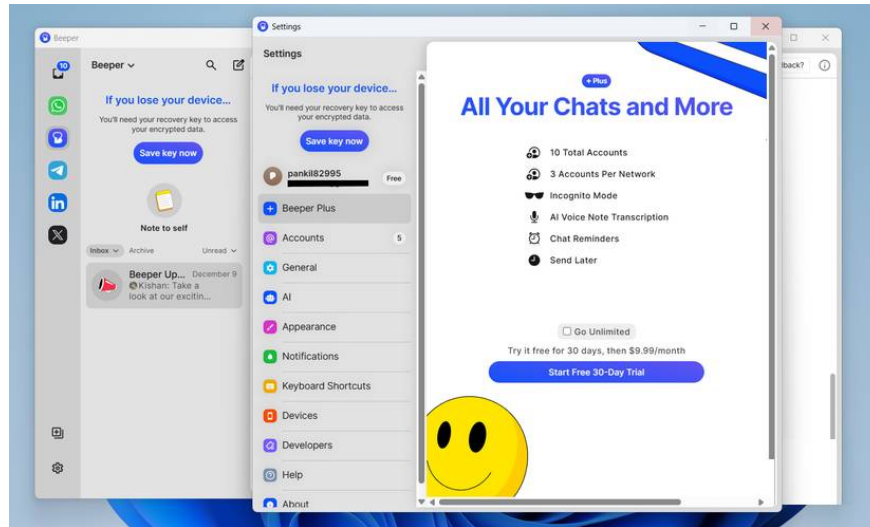 Beeper
10
Beeper
If you lose your device...
You'll need your recovery key to access
your encrypted data.
Save key now
Note to self
Inbox
Archive
Unread
Beeper Up...
December 9
Kishan: Take a
look at our excitin...
Settings
Settings
If you lose your device...
You'll need your recovery key to access
your encrypted data.
Save key now
P
pankil82995
Free
Beeper Plus
Accounts
5
General
AI
Appearance
Notifications
Keyboard Shortcuts
Devices
Developers
Help
About
+ Plus
All Your Chats and More
10 Total Accounts
3 Accounts Per Network
Incognito Mode
AI Voice Note Transcription
Chat Reminders
Send Later
Go Unlimited
Try it free for 30 days, then $9.99/month
Start Free 30-Day Trial
in
X